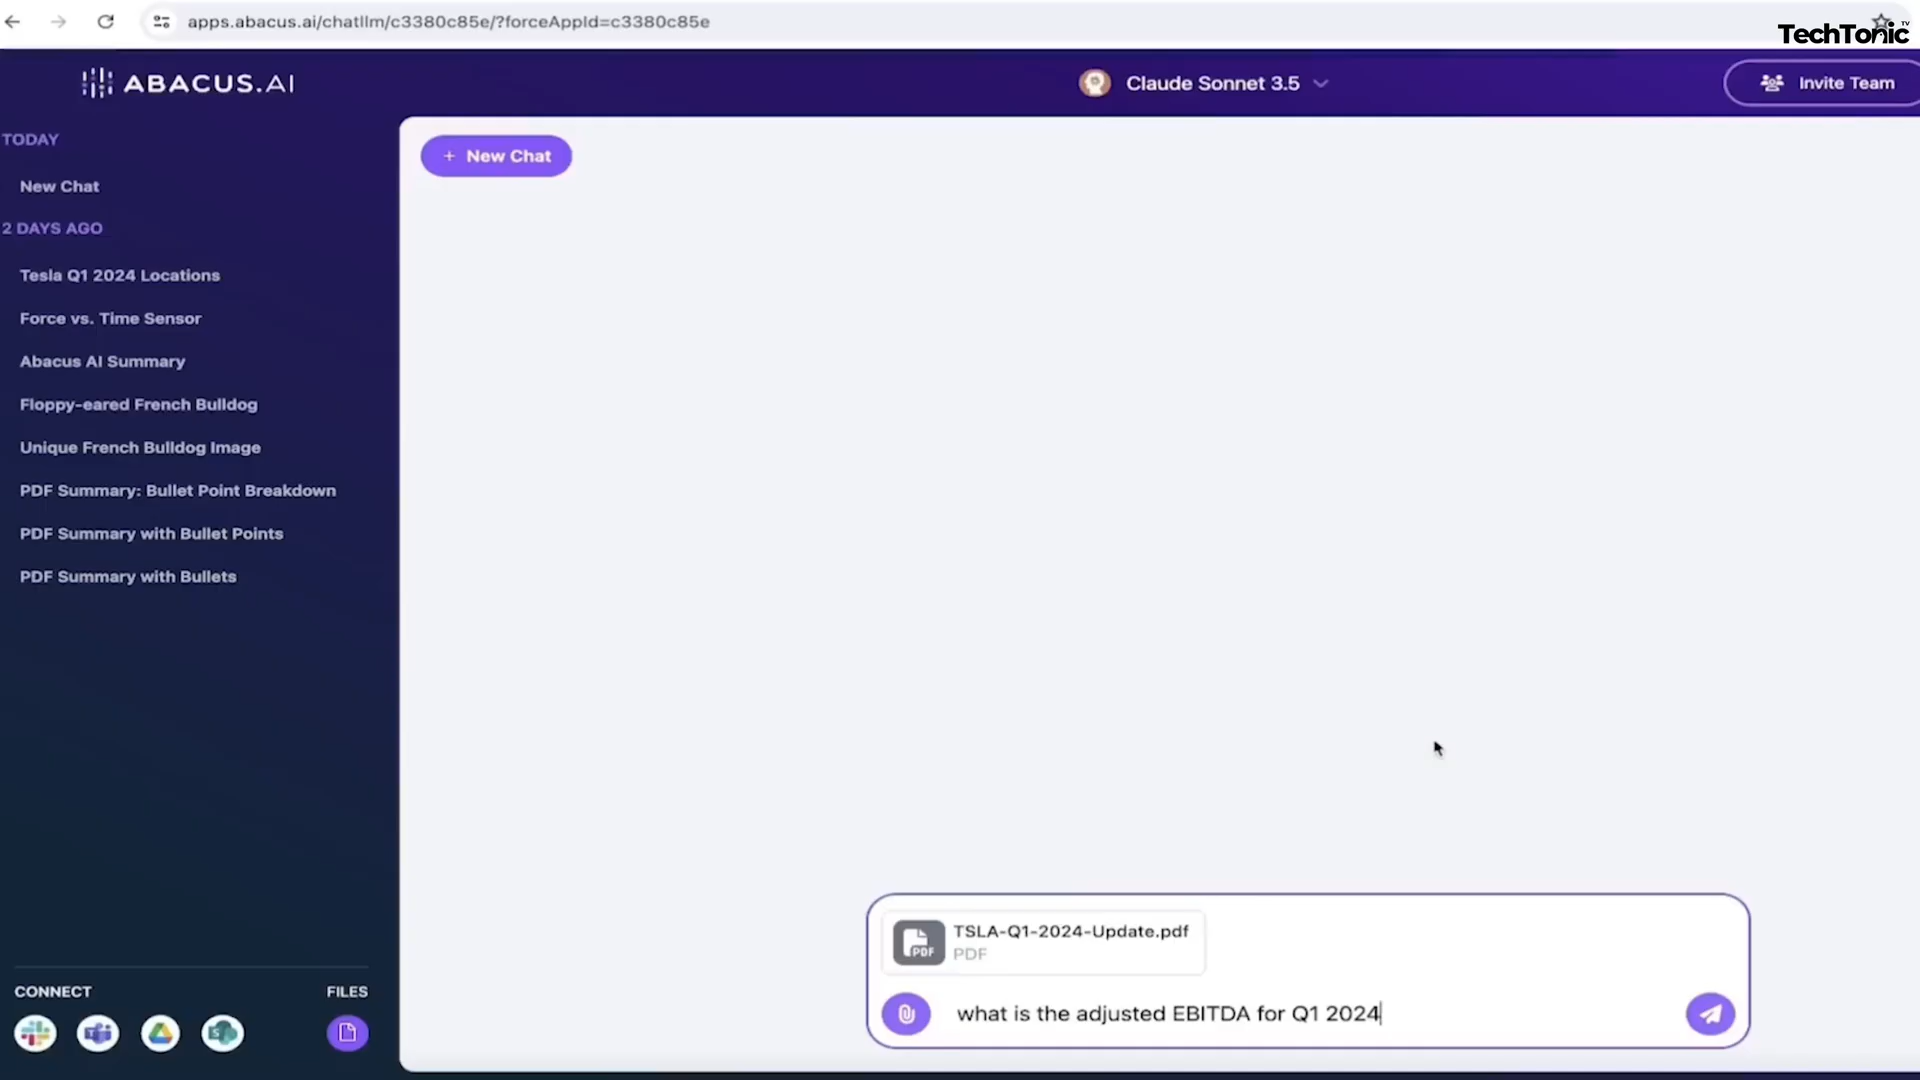 apps.abacus.ai/chatllm/c3380c85e/?forceAppId=c3380c85e
TechTonic TV
ABACUS.AI
Claude Sonnet 3.5
Invite Team
TODAY
New Chat
2 DAYS AGO
Tesla Q1 2024 Locations
Force vs. Time Sensor
Abacus AI Summary
Floppy-eared French Bulldog
Unique French Bulldog Image
PDF Summary: Bullet Point Breakdown
PDF Summary with Bullet Points
PDF Summary with Bullets
CONNECT
FILES
+ New Chat
TSLA-Q1-2024-Update.pdf
PDF
PDF
what is the adjusted EBITDA for Q1 2024